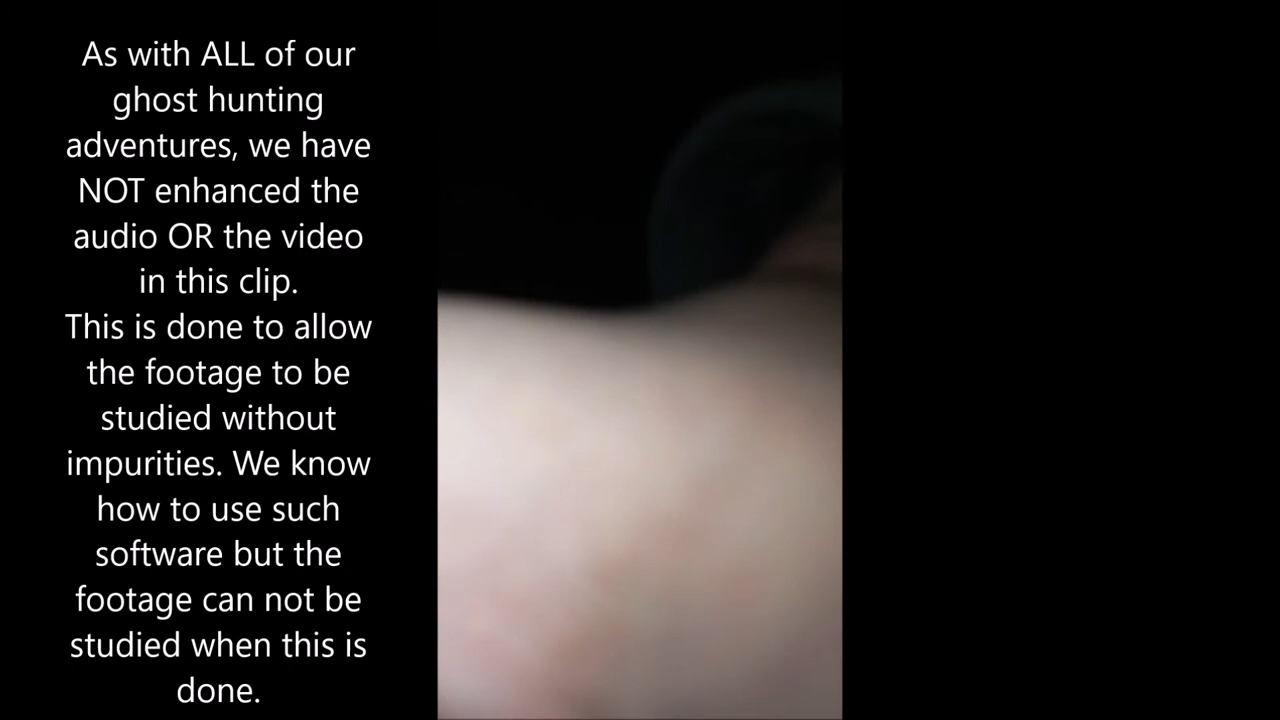 As with ALL of our
ghost hunting
adventures, we have
NOT enhanced the
audio OR the video
in this clip.
This is done to allow
the footage to be
studied without
impurities. We know
how to use such
software but the
footage can not be
studied when this is
done.